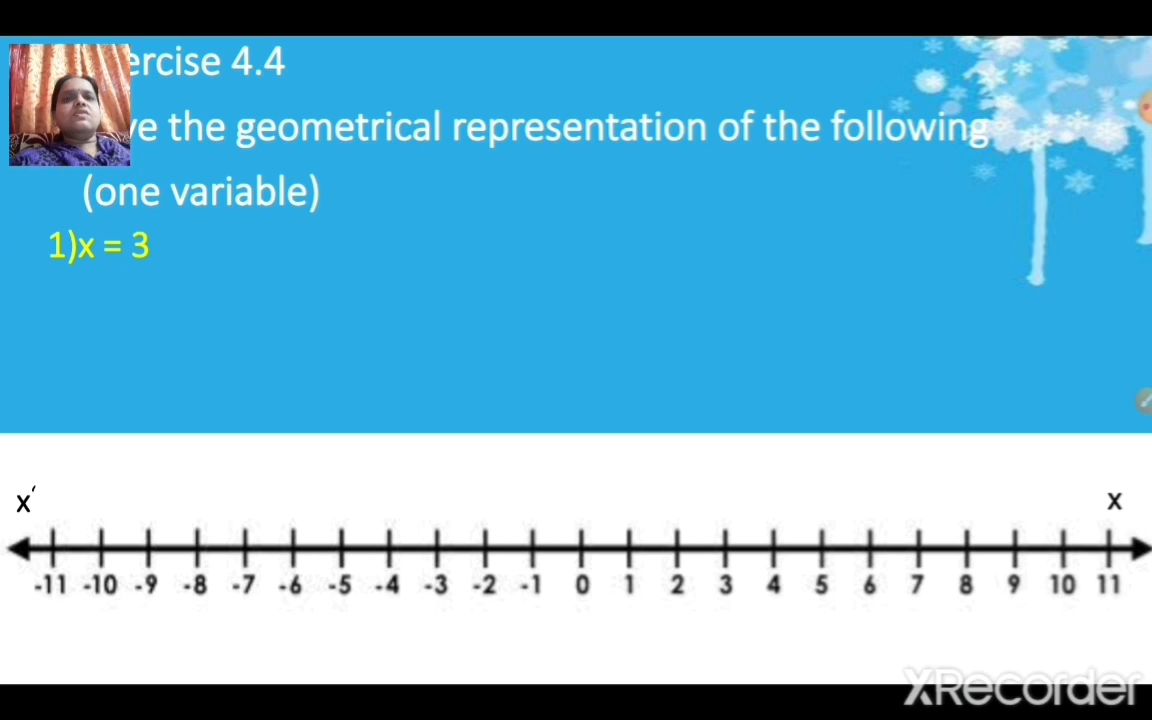 ercise 4.4
ve the geometrical representation of the following
(one variable)
1)x = 3
x′ x
-11 -10 -9 -8 -7 -6 -5 -4 -3 -2 -1 0 1 2 3 4 5 6 7 8 9 10 11
XRecorder